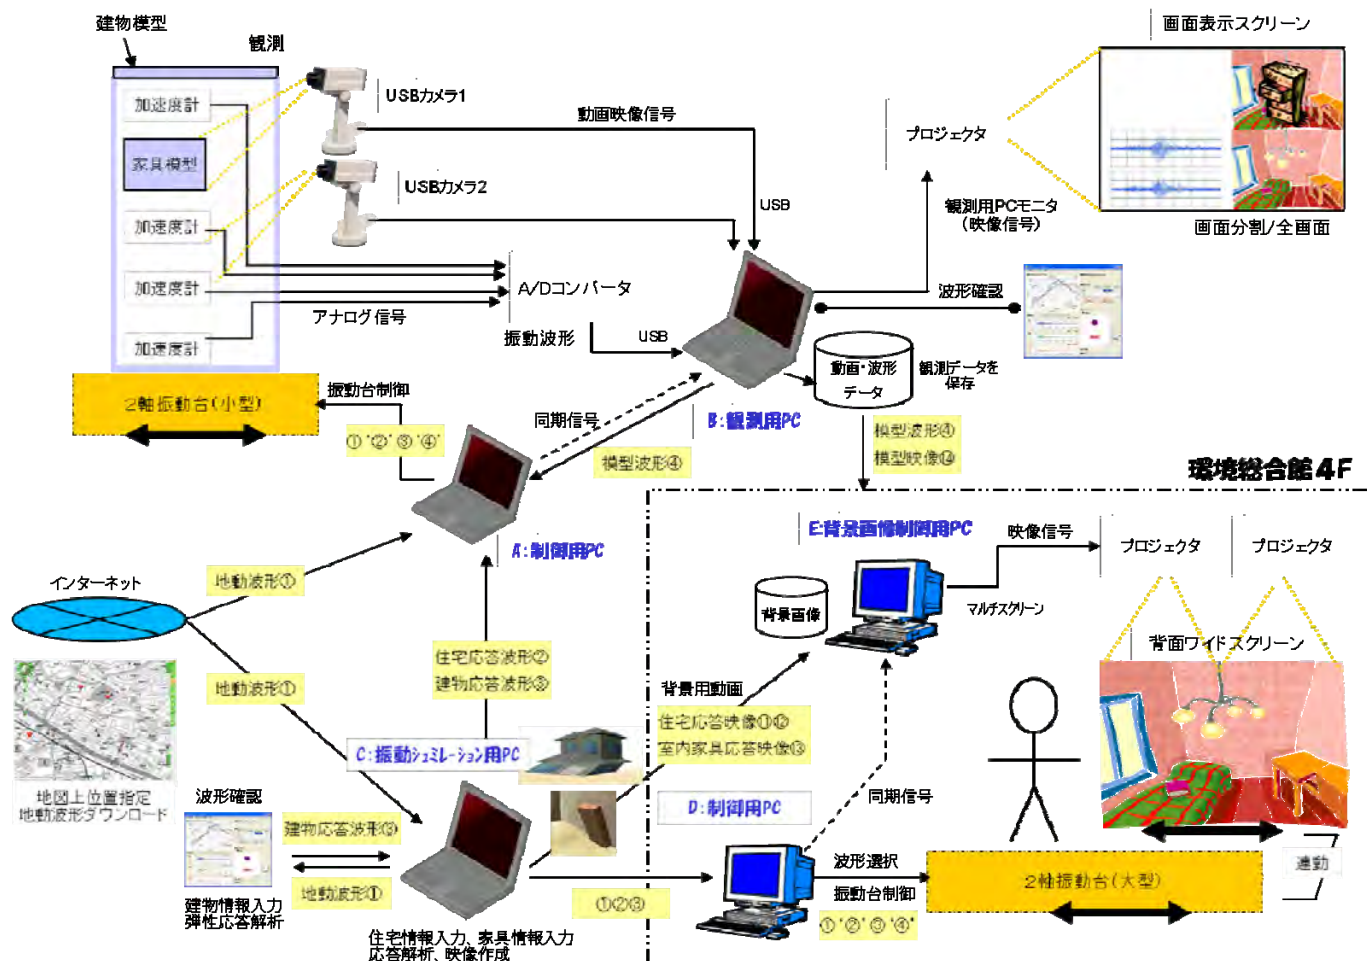 建物模型
観測
加速度計
家具模型
加速度計
加速度計
加速度計
USBカメラ1
USBカメラ2
動画映像信号
USB
A/Dコンバータ
アナログ信号
振動波形
USB
プロジェクタ
画面表示スクリーン
観測用PCモニタ
(映像信号)
画面分割/全画面
波形確認
動画・波形
データ
観測データを
保存
2軸振動台(小型)
振動台制御
①'②'③'④'
同期信号
B:観測用PC
模型波形④
模型波形④
模型映像⑭
A:制御用PC
環境総合館4F
インターネット
地動波形①
地動波形①
地図上位置指定
地動波形ダウンロード
住宅応答波形②
建物応答波形③
C:振動シュミレーション用PC
波形確認
建物応答波形③
地動波形①
建物情報入力
弾性応答解析
住宅情報入力、家具情報入力
応答解析、映像作成
E:背景画像制御用PC
背景画像
映像信号
マルチスクリーン
プロジェクタ
プロジェクタ
背面ワイドスクリーン
背景用動画
住宅応答映像①⑫
室内家具応答映像⑬
同期信号
D:制御用PC
①②③
波形選択
振動台制御
①'②'③'④'
2軸振動台(大型)
連動